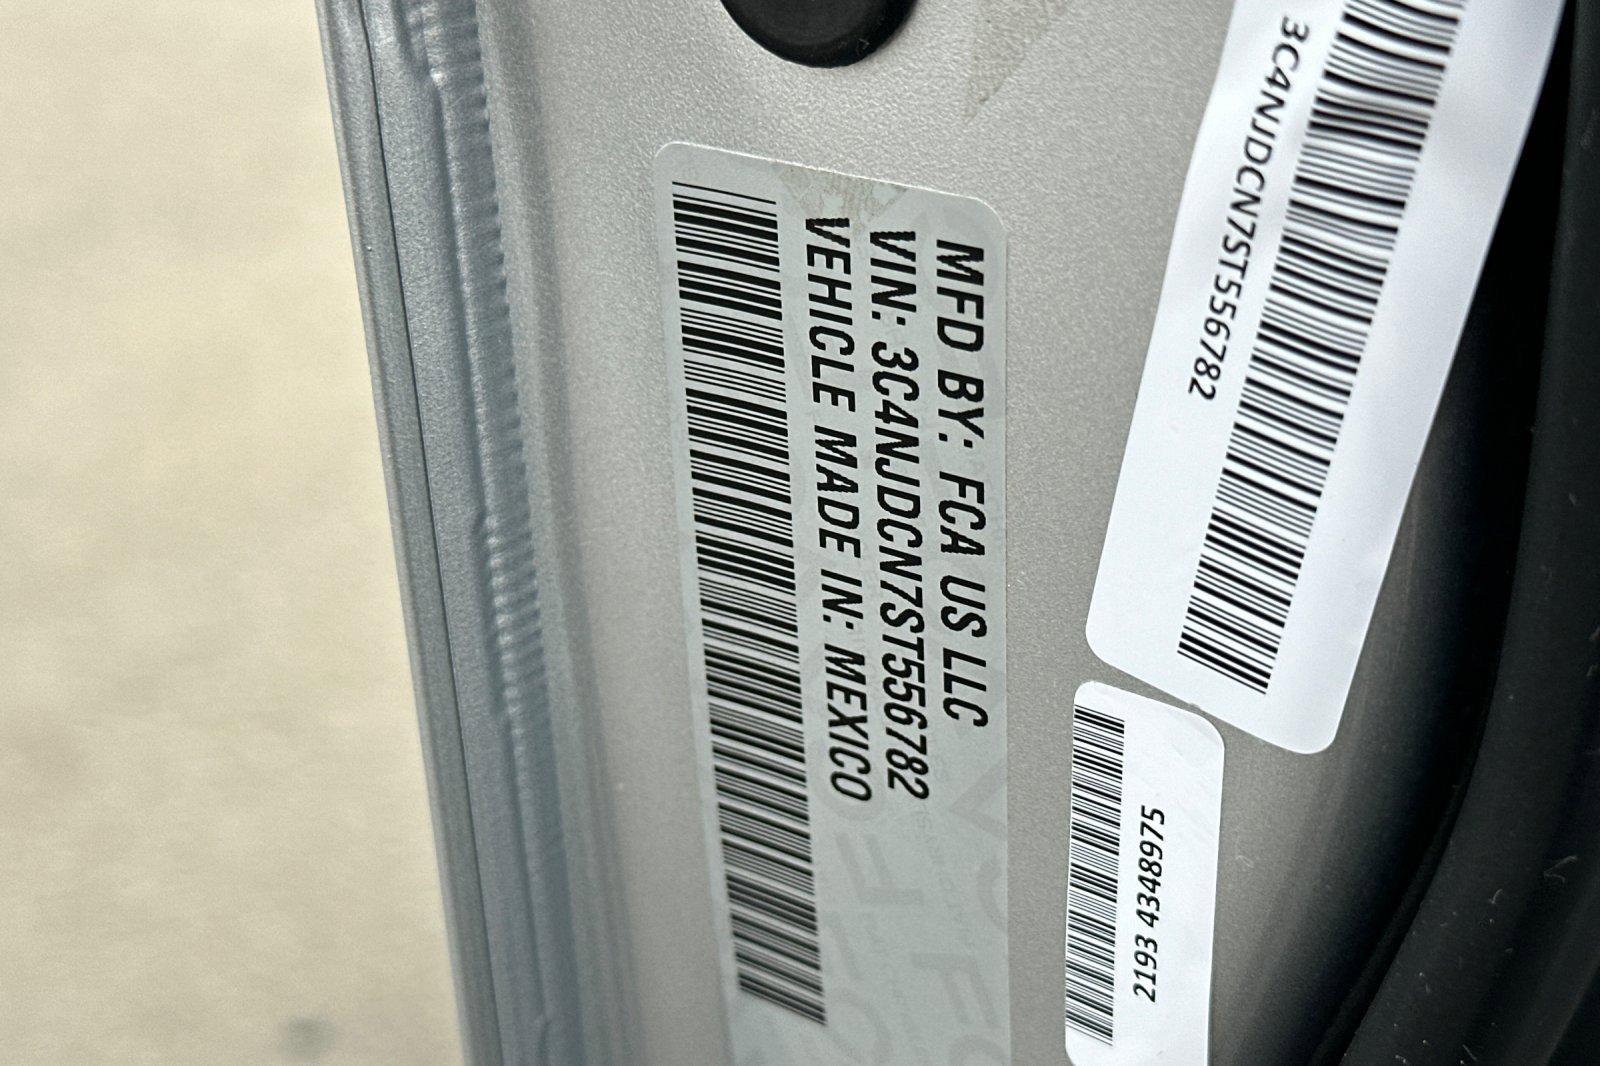 MFD BY: FCA US LLC
VIN: 3C4NJDCN7ST556782
VEHICLE MADE IN: MEXICO
3C4NJDCN7ST556782
2193 4348975